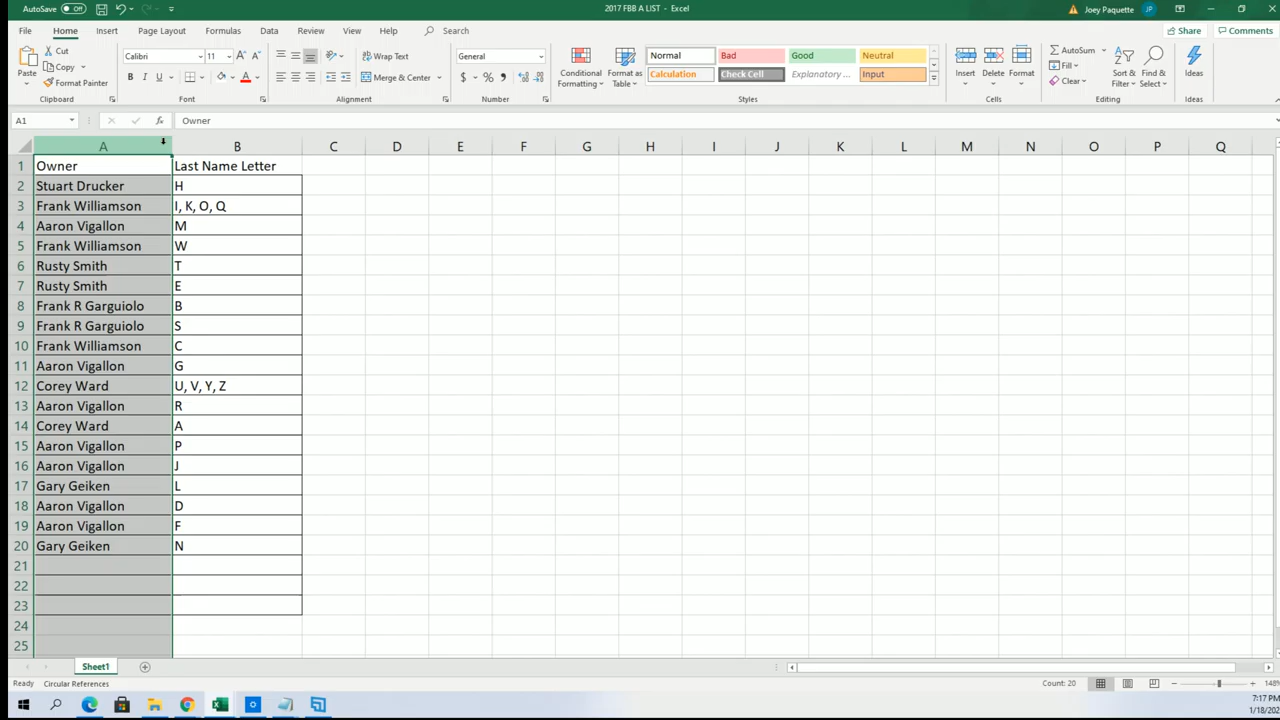 AutoSave Off 2017 FBB A LIST - Excel Joey Paquette JP
File Home Insert Page Layout Formulas Data Review View Help Search Share Comments
Paste Cut Copy Format Painter Clipboard
Calibri 11 A A B I U A Font
Wrap Text Merge & Center Alignment
General $ % , Number
Conditional Formatting Format as Table
Normal Bad Good Neutral
Calculation Check Cell Explanatory ... Input
Styles
Insert Delete Format Cells
AutoSum Fill Clear Sort & Filter Find & Select Editing
Ideas Ideas
A1 fx Owner
A B C D E F G H I J K L M N O P Q
1 Owner Last Name Letter
2 Stuart Drucker H
3 Frank Williamson I, K, O, Q
4 Aaron Vigallon M
5 Frank Williamson W
6 Rusty Smith T
7 Rusty Smith E
8 Frank R Garguiolo B
9 Frank R Garguiolo S
10 Frank Williamson C
11 Aaron Vigallon G
12 Corey Ward U, V, Y, Z
13 Aaron Vigallon R
14 Corey Ward A
15 Aaron Vigallon P
16 Aaron Vigallon J
17 Gary Geiken L
18 Aaron Vigallon D
19 Aaron Vigallon F
20 Gary Geiken N
21
22
23
24
25
Sheet1
Ready Circular References Count: 20 148%
7:17 PM
1/18/202